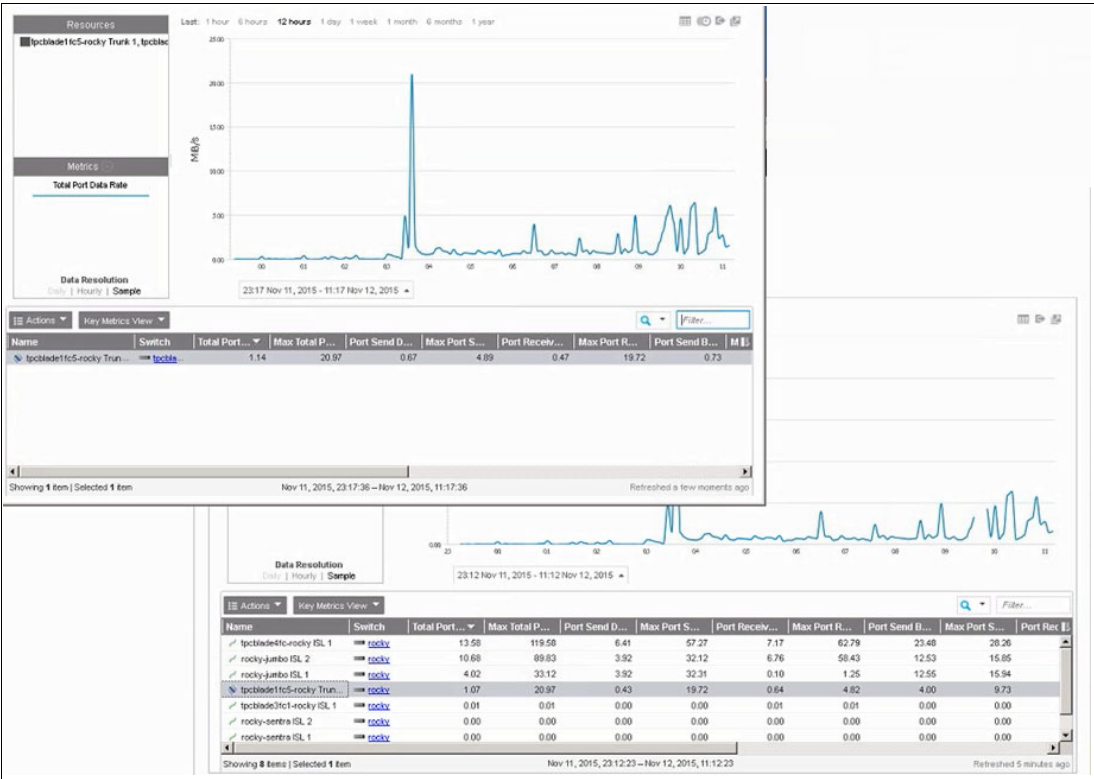 Resources
Last: 1 hour 6 hours 12 hours 1 day 1 week 1 month 6 months 1 year
tpcblade1fc5-rocky Trunk 1, tpcblad
25.00
20.00
15.00
MiB/s
10.00
5.00
0.00
00 01 02 03 04 05 06 07 08 09 10 11
Metrics
Total Port Data Rate
Data Resolution
Daily | Hourly | Sample
23:17 Nov 11, 2015 - 11:17 Nov 12, 2015
Actions Key Metrics View Filter...
Name Switch Total Port... Max Total P... Port Send D... Max Port S... Port Receiv... Max Port R... Port Send B... M
tpcblade1fc5-rocky Trun... tpcbla... 1.14 20.97 0.67 4.89 0.47 19.72 0.73
Showing 1 item | Selected 1 item Nov 11, 2015, 23:17:36 – Nov 12, 2015, 11:17:36 Refreshed a few moments ago
0.00
23 00 01 02 03 04 05 06 07 08 09 10 11
Data Resolution
Daily | Hourly | Sample
23:12 Nov 11, 2015 - 11:12 Nov 12, 2015
Actions Key Metrics View Filter...
Name Switch Total Port... Max Total P... Port Send D... Max Port S... Port Receiv... Max Port R... Port Send B... Max Port S... Port Rec
tpcblade4fc-rocky ISL 1 rocky 13.58 119.58 6.41 57.27 7.17 62.79 23.48 28.26
rocky-jumbo ISL 2 rocky 10.68 89.83 3.92 32.12 6.76 58.43 12.53 15.85
rocky-jumbo ISL 1 rocky 4.02 33.12 3.92 32.31 0.10 1.25 12.55 15.94
tpcblade1fc5-rocky Trun... rocky 1.07 20.97 0.43 19.72 0.64 4.82 4.00 9.73
tpcblade3fc1-rocky ISL 1 rocky 0.01 0.01 0.00 0.00 0.01 0.01 0.00 0.00
rocky-sentra ISL 2 rocky 0.00 0.00 0.00 0.00 0.00 0.00 0.00 0.00
rocky-sentra ISL 1 rocky 0.00 0.00 0.00 0.00 0.00 0.00 0.00 0.00
Showing 8 items | Selected 1 item Nov 11, 2015, 23:12:23 – Nov 12, 2015, 11:12:23 Refreshed 5 minutes ago